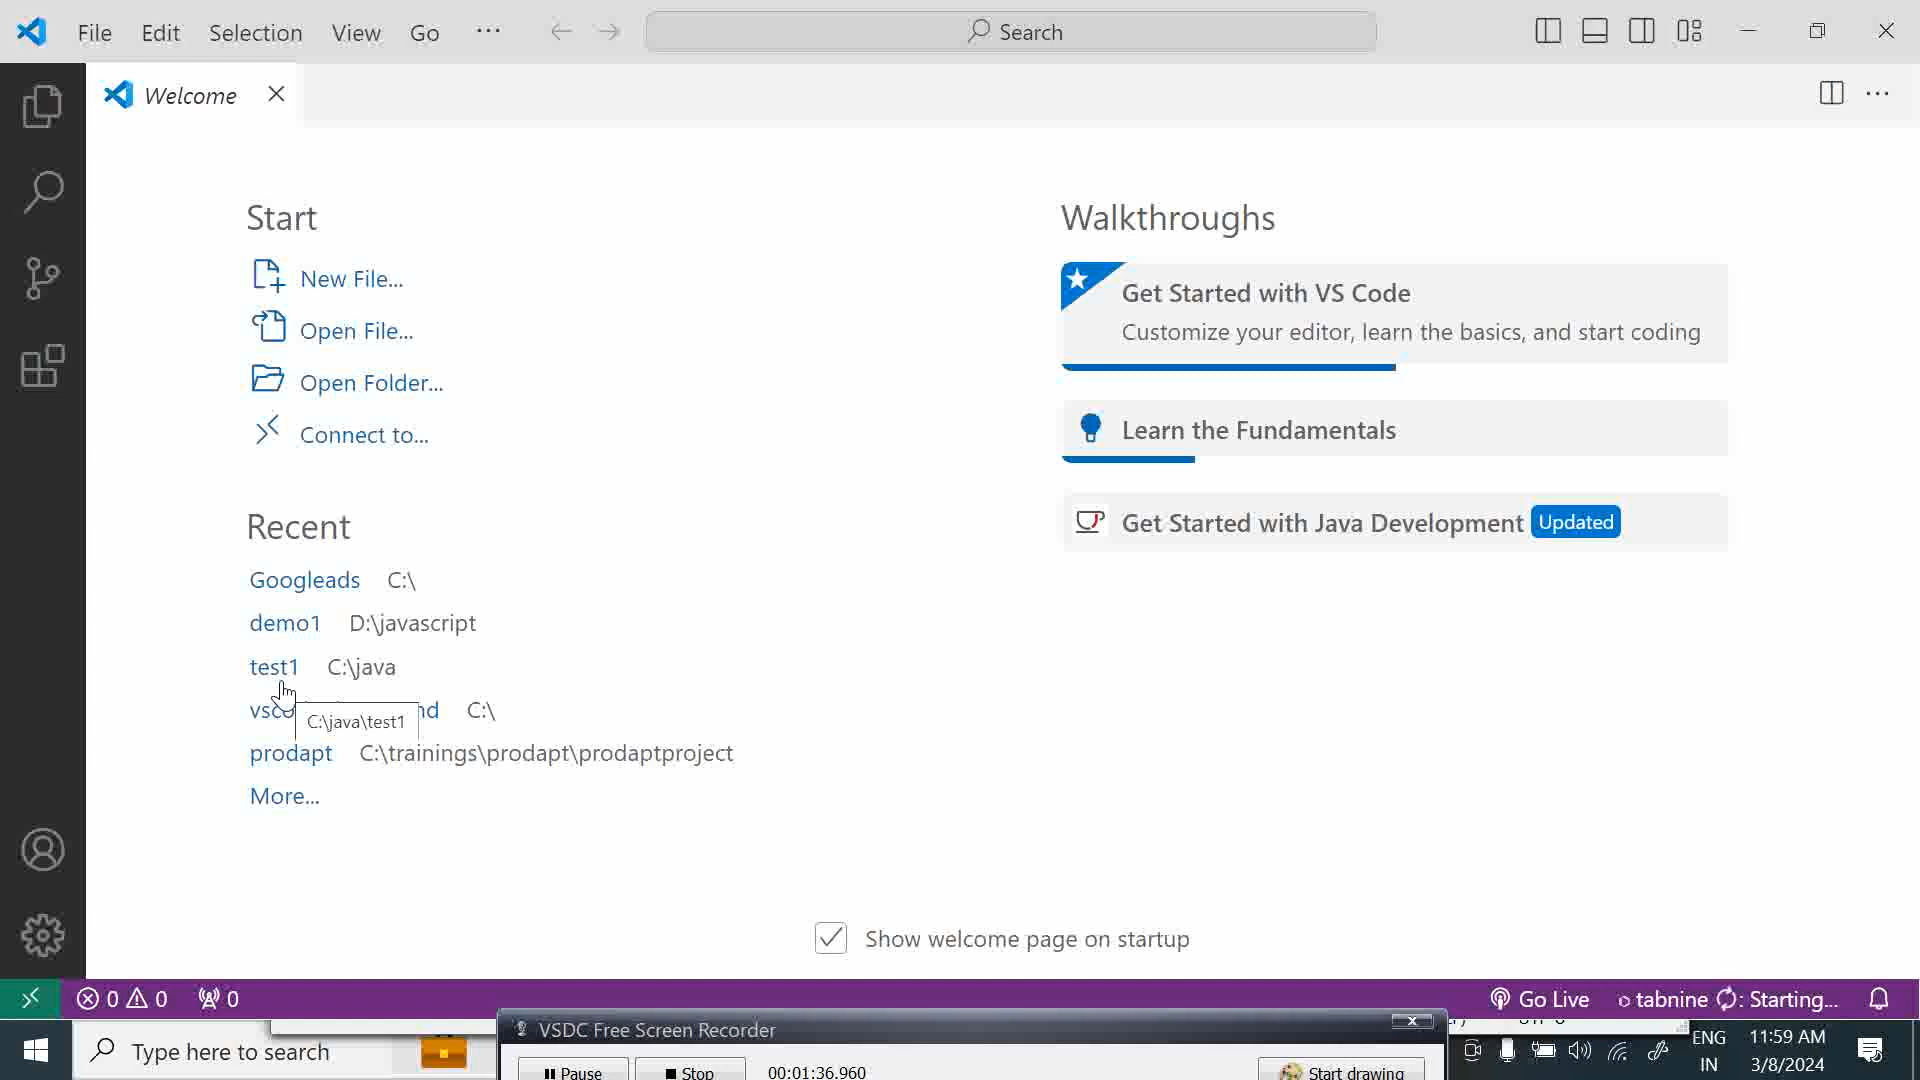 File Edit Selection View Go ...
Search
Welcome
Start
New File...
Open File...
Open Folder...
Connect to...
Recent
Googleads C:\
demo1 D:\javascript
test1 C:\java
C:\
C:\java\test1
prodapt C:\trainings\prodapt\prodaptproject
More...
Walkthroughs
Get Started with VS Code
Customize your editor, learn the basics, and start coding
Learn the Fundamentals
Get Started with Java Development Updated
Show welcome page on startup
0 0 0
Go Live tabnine : Starting...
VSDC Free Screen Recorder
Pause Stop 00:01:36.960 Start drawing
Type here to search
ENG
IN
11:59 AM
3/8/2024